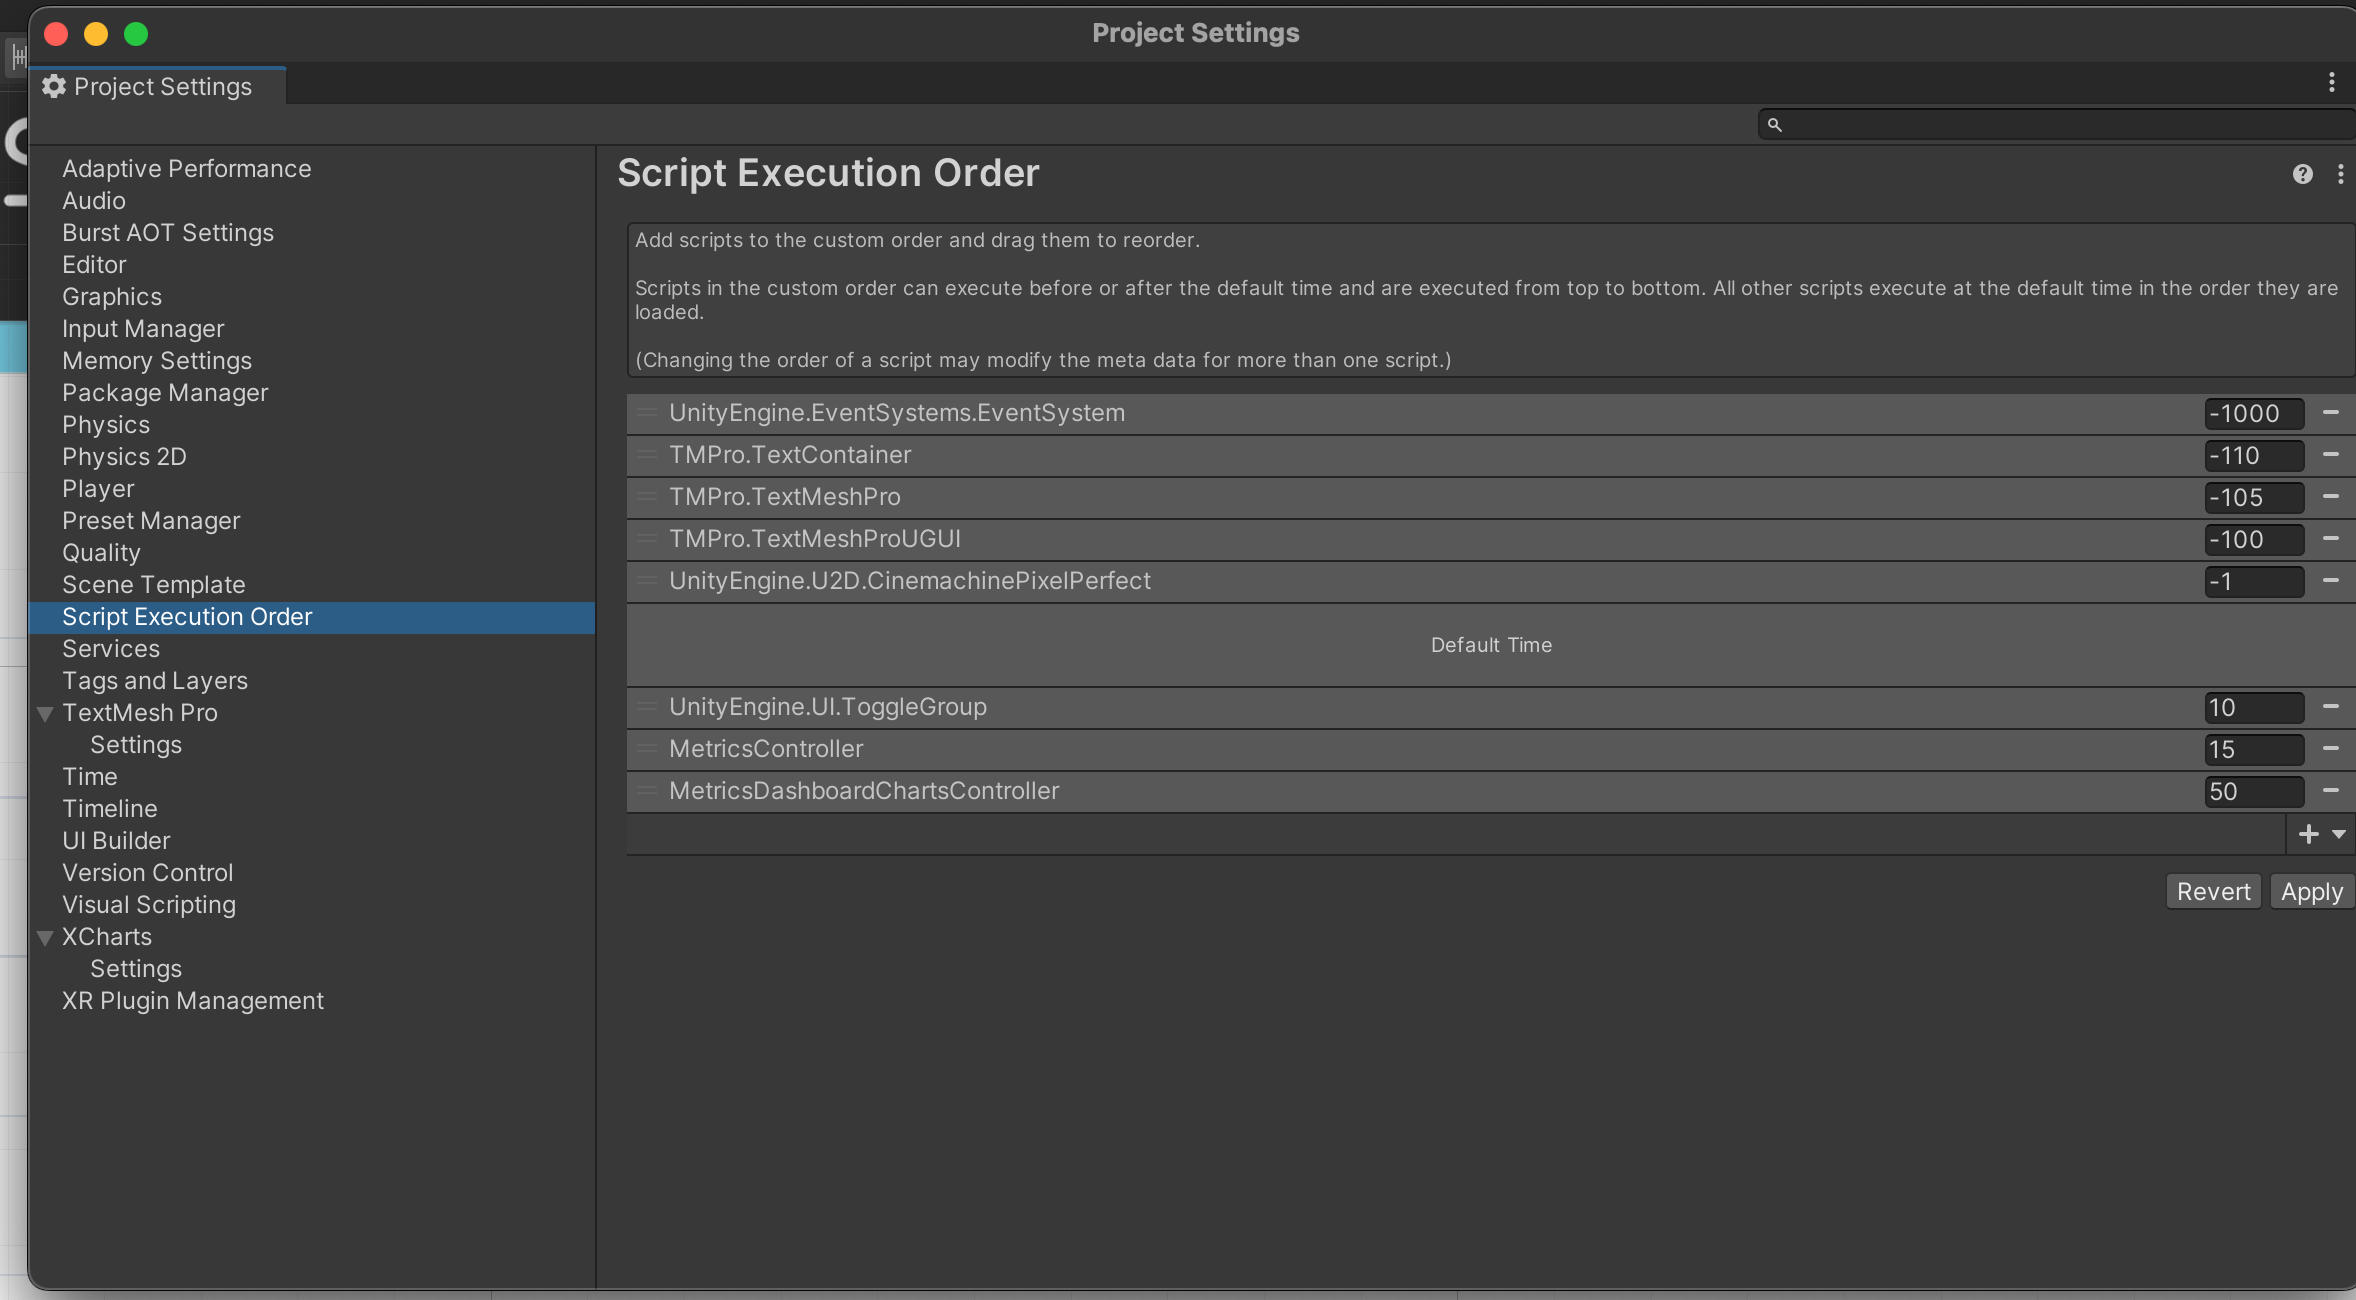 Project Settings
Project Settings
Adaptive Performance
Audio
Burst AOT Settings
Editor
Graphics
Input Manager
Memory Settings
Package Manager
Physics
Physics 2D
Player
Preset Manager
Quality
Scene Template
Script Execution Order
Services
Tags and Layers
TextMesh Pro
Settings
Time
Timeline
UI Builder
Version Control
Visual Scripting
XCharts
Settings
XR Plugin Management
Script Execution Order
Add scripts to the custom order and drag them to reorder.
Scripts in the custom order can execute before or after the default time and are executed from top to bottom. All other scripts execute at the default time in the order they are
loaded.
(Changing the order of a script may modify the meta data for more than one script.)
UnityEngine.EventSystems.EventSystem -1000
TMPro.TextContainer -110
TMPro.TextMeshPro -105
TMPro.TextMeshProUGUI -100
UnityEngine.U2D.CinemachinePixelPerfect -1
Default Time
UnityEngine.UI.ToggleGroup 10
MetricsController 15
MetricsDashboardChartsController 50
Revert Apply